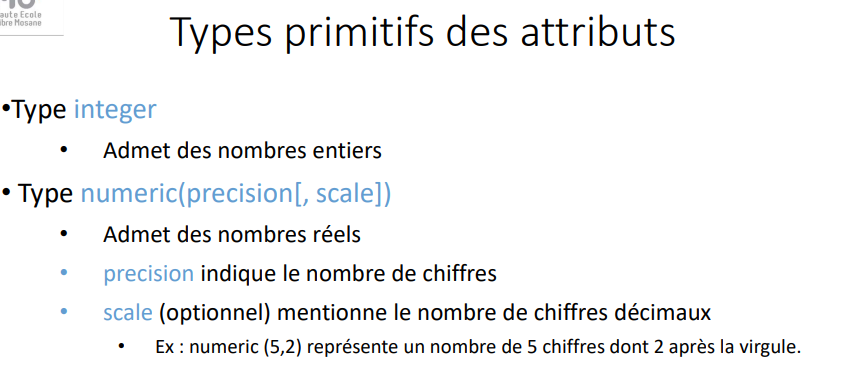 aute Ecole
ibre Mosane
Types primitifs des attributs
•Type integer
• Admet des nombres entiers
• Type numeric(precision[, scale])
• Admet des nombres réels
• precision indique le nombre de chiffres
• scale (optionnel) mentionne le nombre de chiffres décimaux
• Ex : numeric (5,2) représente un nombre de 5 chiffres dont 2 après la virgule.